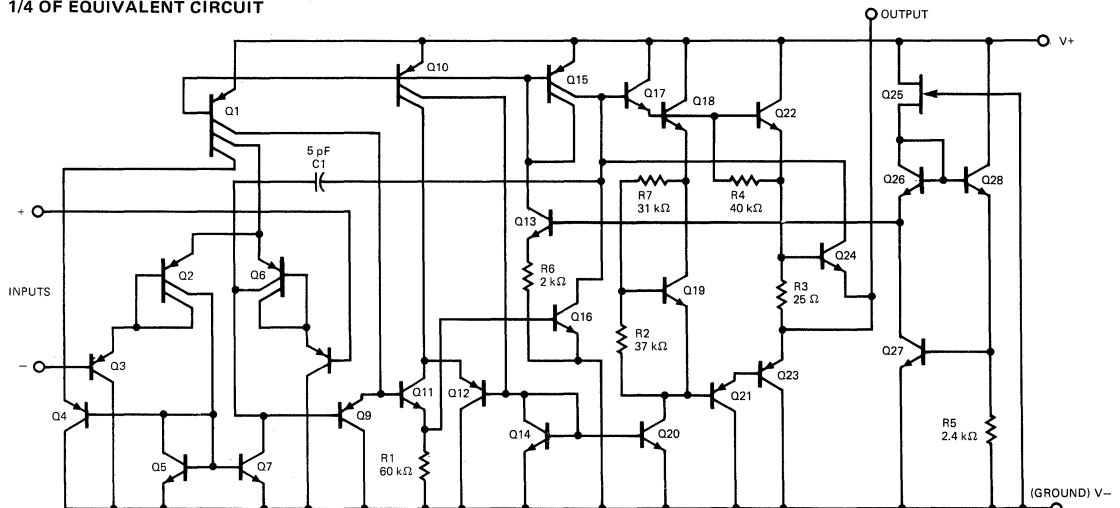 1/4 OF EQUIVALENT CIRCUIT
OUTPUT
V+
Q10
Q15
Q17
Q18
Q22
Q25
Q1
5 pF
C1
R7
31 kΩ
R4
40 kΩ
Q26
Q28
+
Q13
Q24
Q2
Q6
R6
2 kΩ
R3
25 Ω
INPUTS
Q19
Q16
R2
37 kΩ
Q27
−
Q3
Q23
Q4
Q9
Q11
Q12
Q21
Q14
Q20
R5
2.4 kΩ
Q5
Q7
R1
60 kΩ
(GROUND) V−